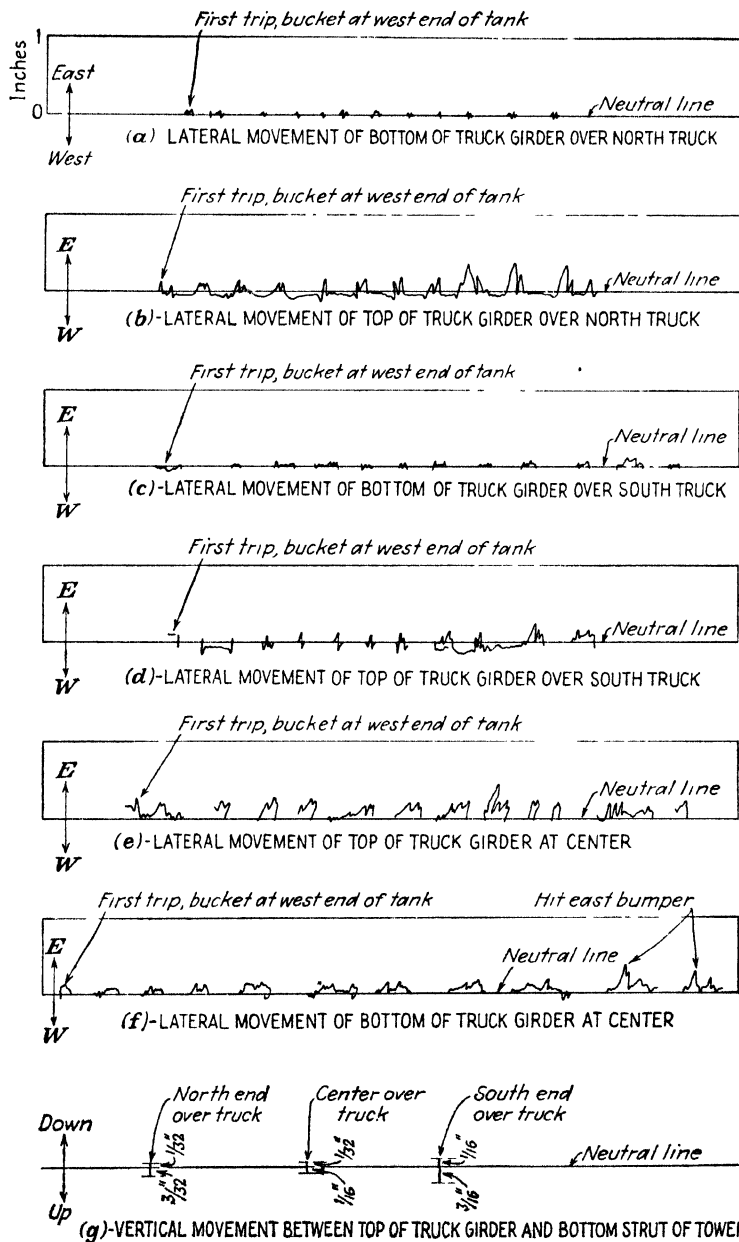 First trip, bucket at west end of tank
1
Inches
East
0
Neutral line
West
(a) LATERAL MOVEMENT OF BOTTOM OF TRUCK GIRDER OVER NORTH TRUCK
First trip, bucket at west end of tank
E
Neutral line
W
(b)-LATERAL MOVEMENT OF TOP OF TRUCK GIRDER OVER NORTH TRUCK
First trip, bucket at west end of tank
E
Neutral line
W
(c)-LATERAL MOVEMENT OF BOTTOM OF TRUCK GIRDER OVER SOUTH TRUCK
First trip, bucket at west end of tank
E
Neutral line
W
(d)-LATERAL MOVEMENT OF TOP OF TRUCK GIRDER OVER SOUTH TRUCK
First trip, bucket at west end of tank
E
Neutral line
W
(e)-LATERAL MOVEMENT OF TOP OF TRUCK GIRDER AT CENTER
First trip, bucket at west end of tank
Hit east bumper
E
Neutral line
W
(f)-LATERAL MOVEMENT OF BOTTOM OF TRUCK GIRDER AT CENTER
North end over truck
Center over truck
South end over truck
Down
1/32"
1/32"
1/16"
Neutral line
3/32"
1/16"
3/16"
Up
(g)-VERTICAL MOVEMENT BETWEEN TOP OF TRUCK GIRDER AND BOTTOM STRUT OF TOWE